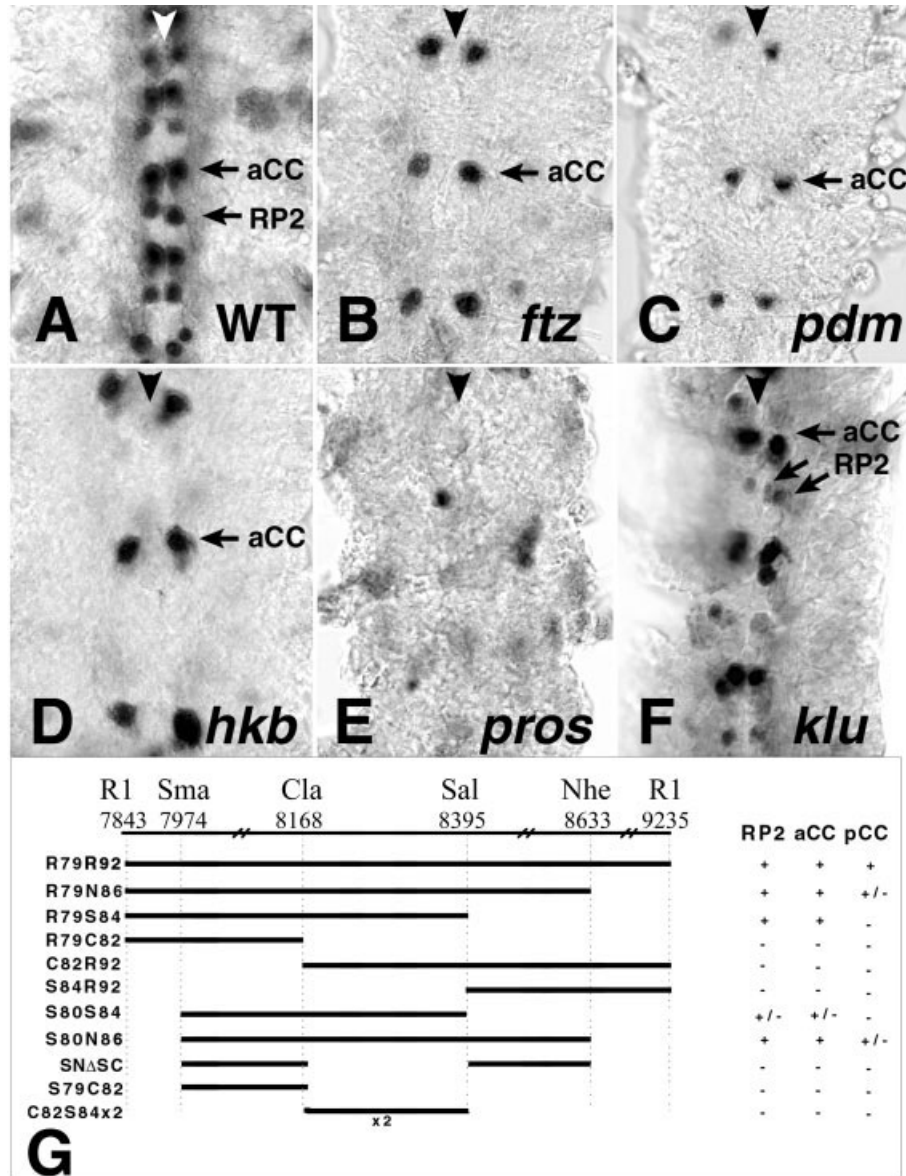 aCC
RP2
A WT
aCC
B ftz
aCC
C pdm
D hkb
aCC
E pros
aCC
RP2
F klu
R1 Sma Cla Sal Nhe R1
7843 7974 8168 8395 8633 9235
RP2 aCC pCC
R79R92 + + +
R79N86 + + +/-
R79S84 + + -
R79C82 - - -
C82R92 - - -
S84R92 - - -
S80S84 +/- +/- -
S80N86 + + +/-
SNΔSC - - -
S79C82 - - -
C82S84x2 x2 - - -
G